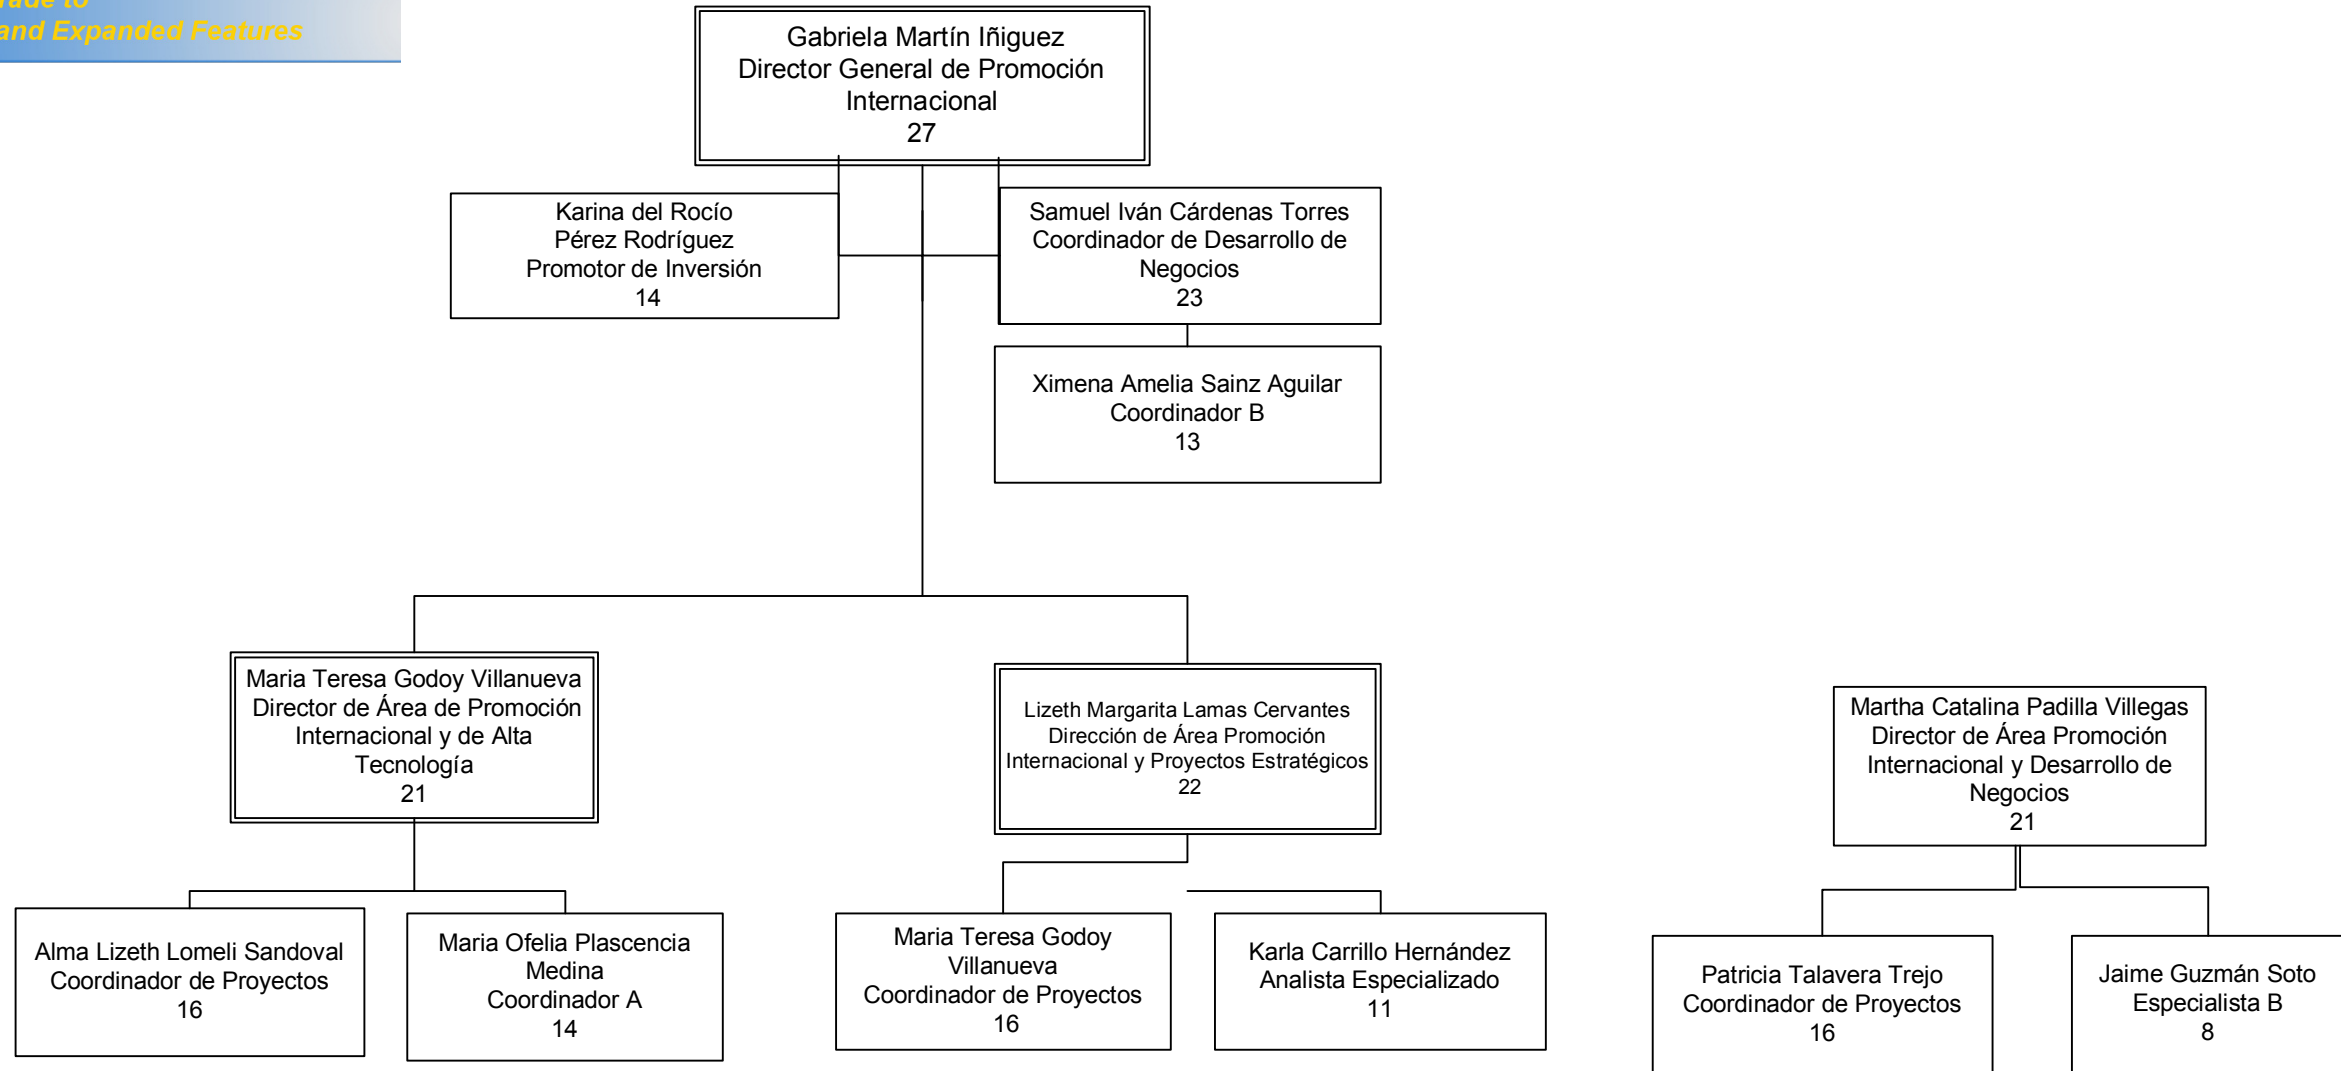 and Expanded Features
Gabriela Martín Iñiguez
Director General de Promoción
Internacional
27
Karina del Rocío
Pérez Rodríguez
Promotor de Inversión
14
Samuel Iván Cárdenas Torres
Coordinador de Desarrollo de
Negocios
23
Ximena Amelia Sainz Aguilar
Coordinador B
13
Maria Teresa Godoy Villanueva
Director de Área de Promoción
Internacional y de Alta
Tecnología
21
Lizeth Margarita Lamas Cervantes
Dirección de Área Promoción
Internacional y Proyectos Estratégicos
22
Martha Catalina Padilla Villegas
Director de Área Promoción
Internacional y Desarrollo de
Negocios
21
Alma Lizeth Lomeli Sandoval
Coordinador de Proyectos
16
Maria Ofelia Plascencia
Medina
Coordinador A
14
Maria Teresa Godoy
Villanueva
Coordinador de Proyectos
16
Karla Carrillo Hernández
Analista Especializado
11
Patricia Talavera Trejo
Coordinador de Proyectos
16
Jaime Guzmán Soto
Especialista B
8